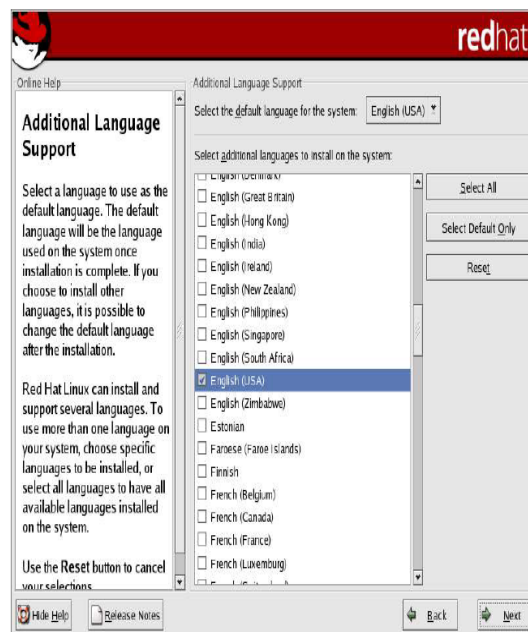 redhat
Online Help
Additional Language
Support
Select a language to use as the
default language. The default
language will be the language
used on the system once
installation is complete. If you
choose to install other
languages, it is possible to
change the default language
after the installation.
Red Hat Linux can install and
support several languages. To
use more than one language on
your system, choose specific
languages to be installed, or
select all languages to have all
available languages installed
on the system.
Use the Reset button to cancel
your selections
Additional Language Support
Select the default language for the system: English (USA)
Select additional languages to install on the system:
English (Denmark)
English (Great Britain)
English (Hong Kong)
English (India)
English (Ireland)
English (New Zealand)
English (Philippines)
English (Singapore)
English (South Africa)
English (USA)
English (Zimbabwe)
Estonian
Faroese (Faroe Islands)
Finnish
French (Belgium)
French (Canada)
French (France)
French (Luxemburg)
Select All
Select Default Only
Reset
Hide Help
Release Notes
Back
Next